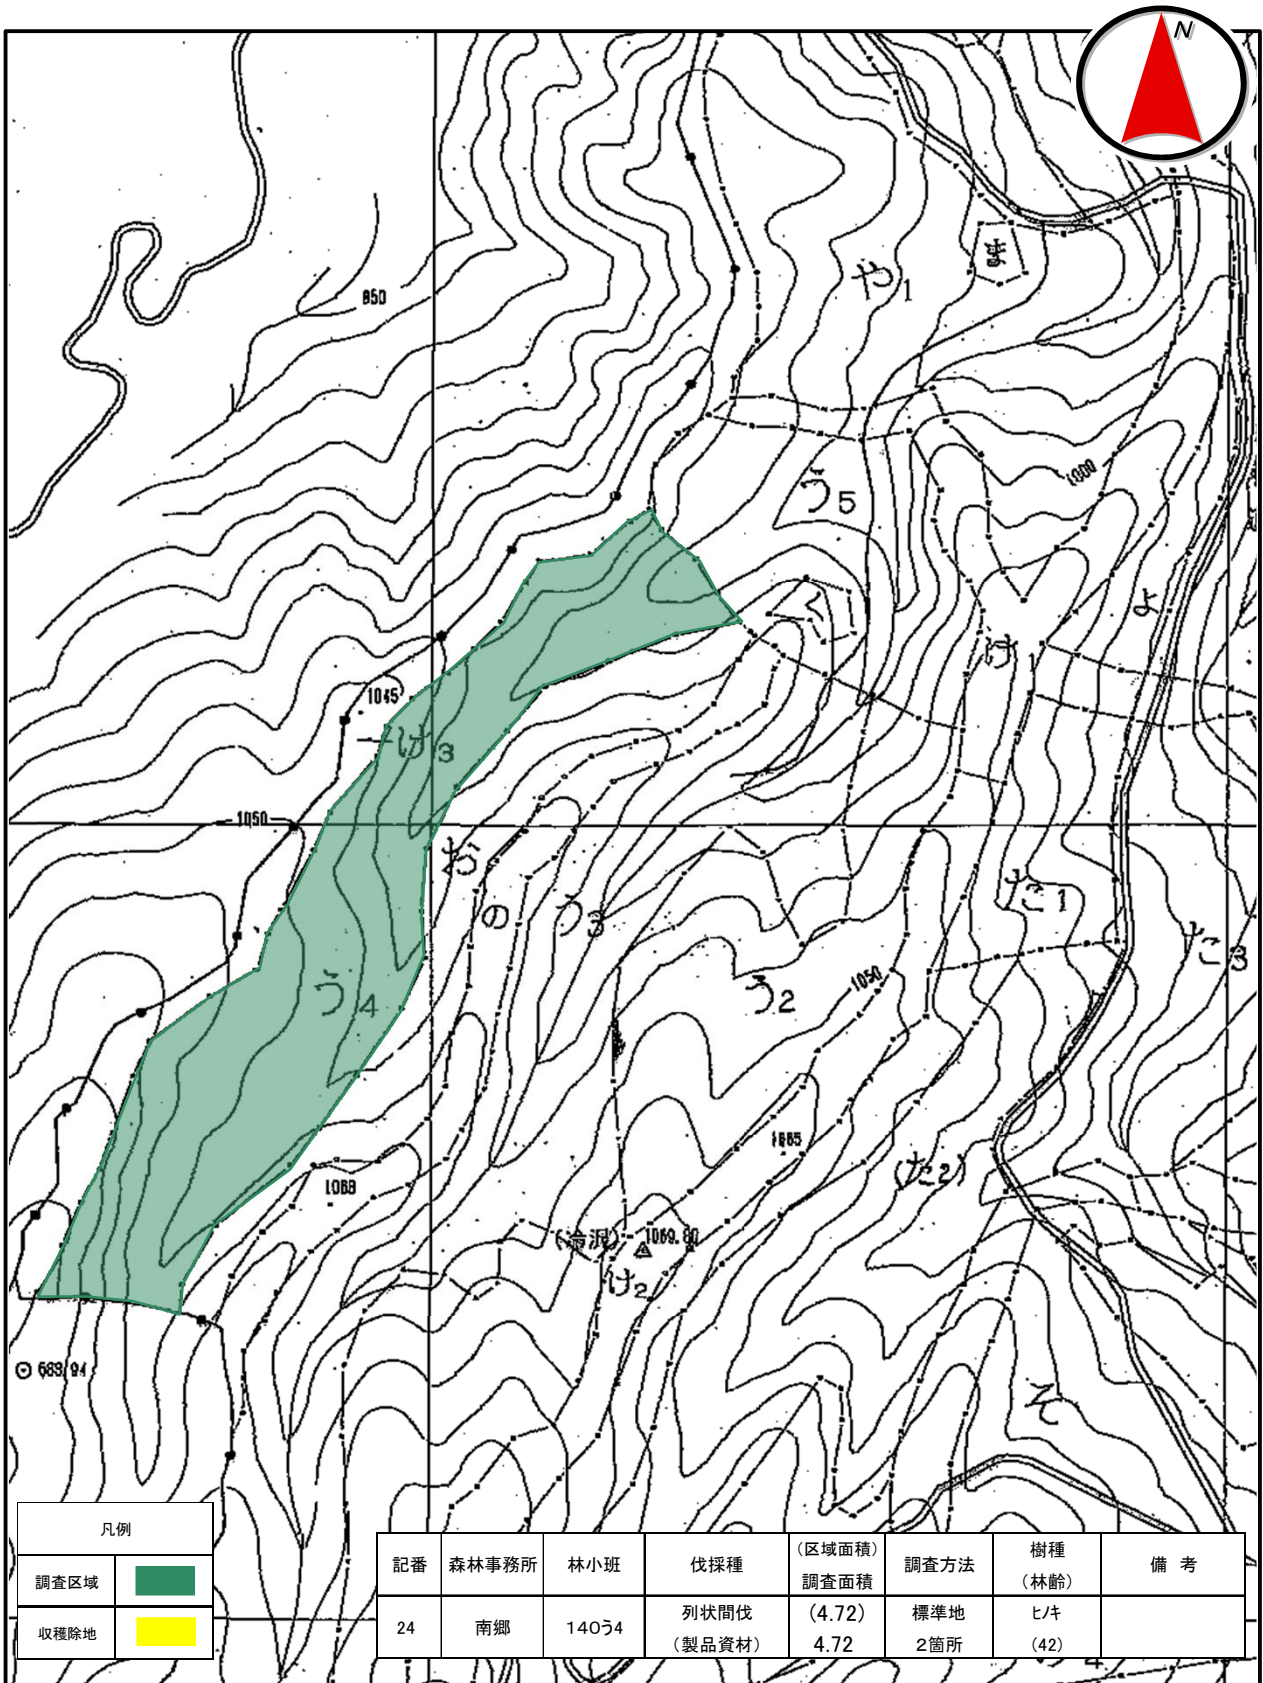 N
ま
850
や1
1000
う5
く
よ
け1
1045
け3
1050
お
の
う3
た1
た3
う4
う2
1050
1065
(た2)
1068
(冷沢)
1069.80
け2
683.94
そ
凡例
調査区域
収穫除地
記番 森林事務所 林小班 伐採種 (区域面積) 調査面積 調査方法 樹種 (林齢) 備 考
24 南郷 140う4 列状間伐 (製品資材) (4.72) 4.72 標準地 2箇所 ヒノキ (42)